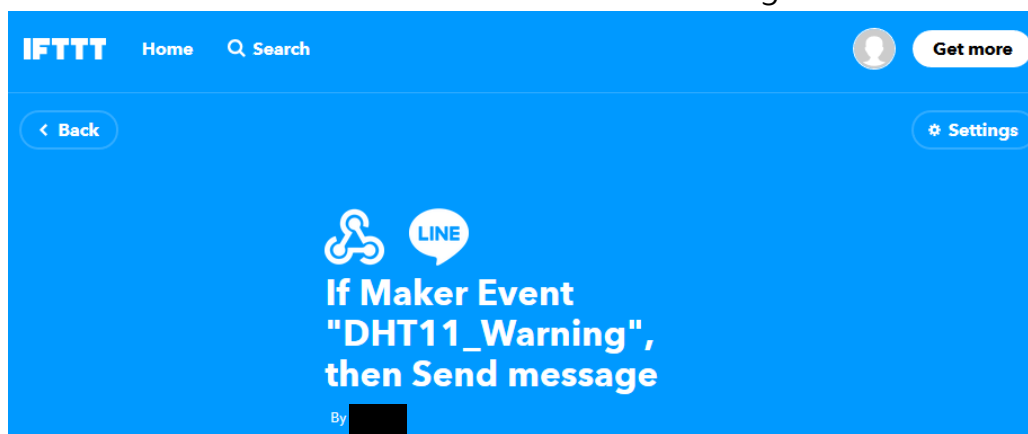 IFTTT Home Search Get more
Back Settings
LINE
If Maker Event
"DHT11_Warning",
then Send message
By